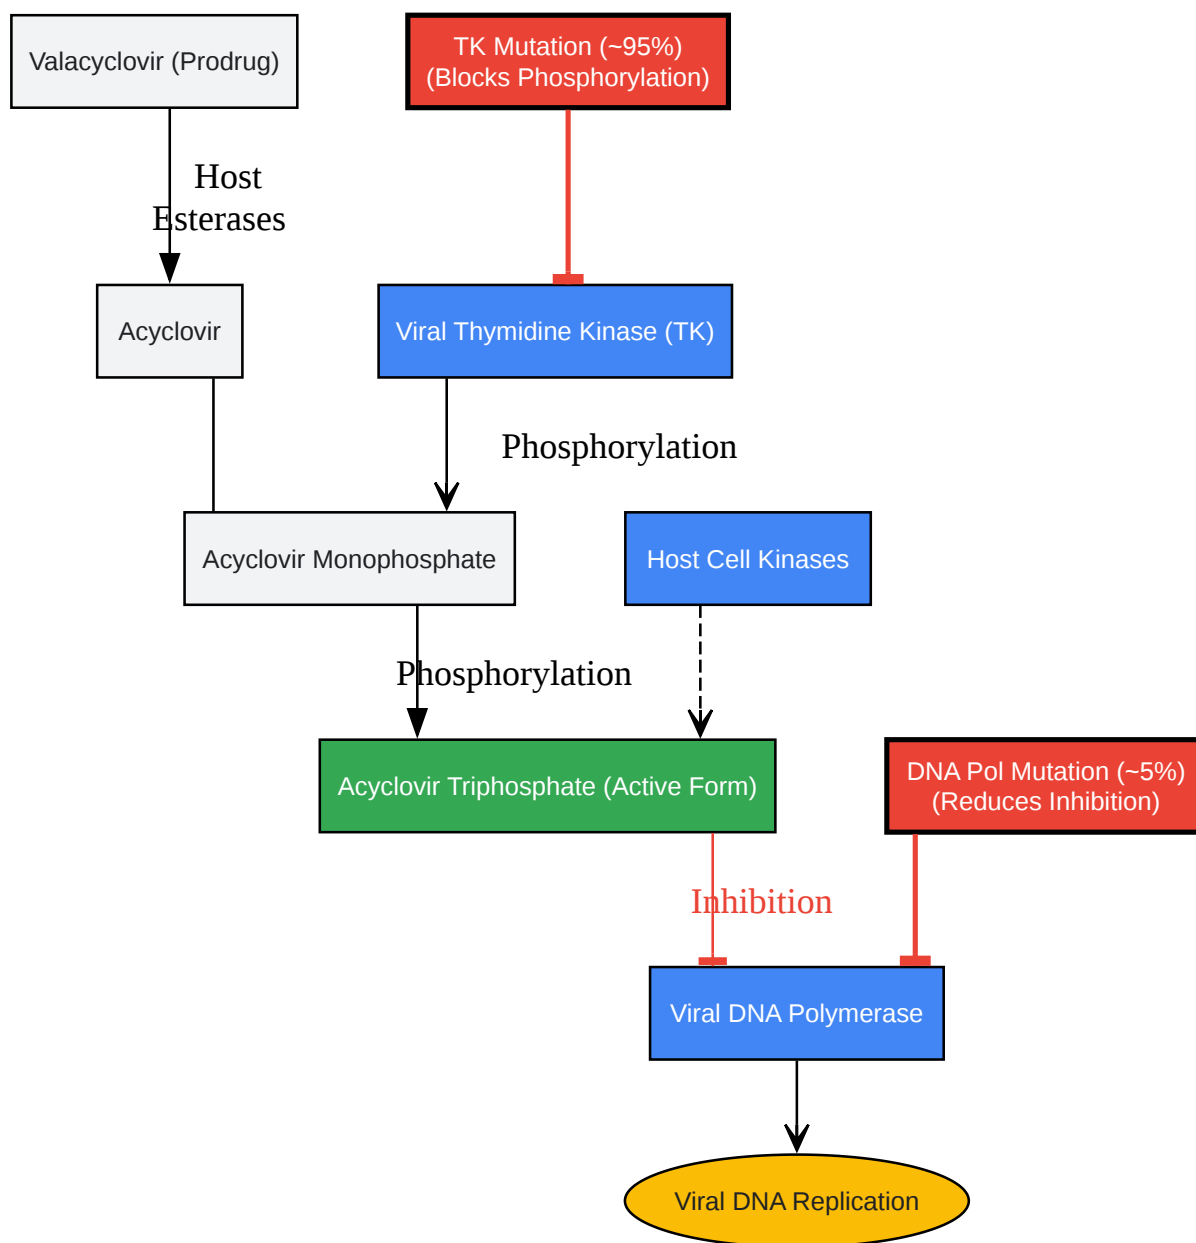 Valacyclovir (Prodrug)
TK Mutation (~95%)
(Blocks Phosphorylation)
Host
Esterases
Acyclovir
Viral Thymidine Kinase (TK)
Phosphorylation
Acyclovir Monophosphate
Host Cell Kinases
Phosphorylation
Acyclovir Triphosphate (Active Form)
DNA Pol Mutation (~5%)
(Reduces Inhibition)
Inhibition
Viral DNA Polymerase
Viral DNA Replication